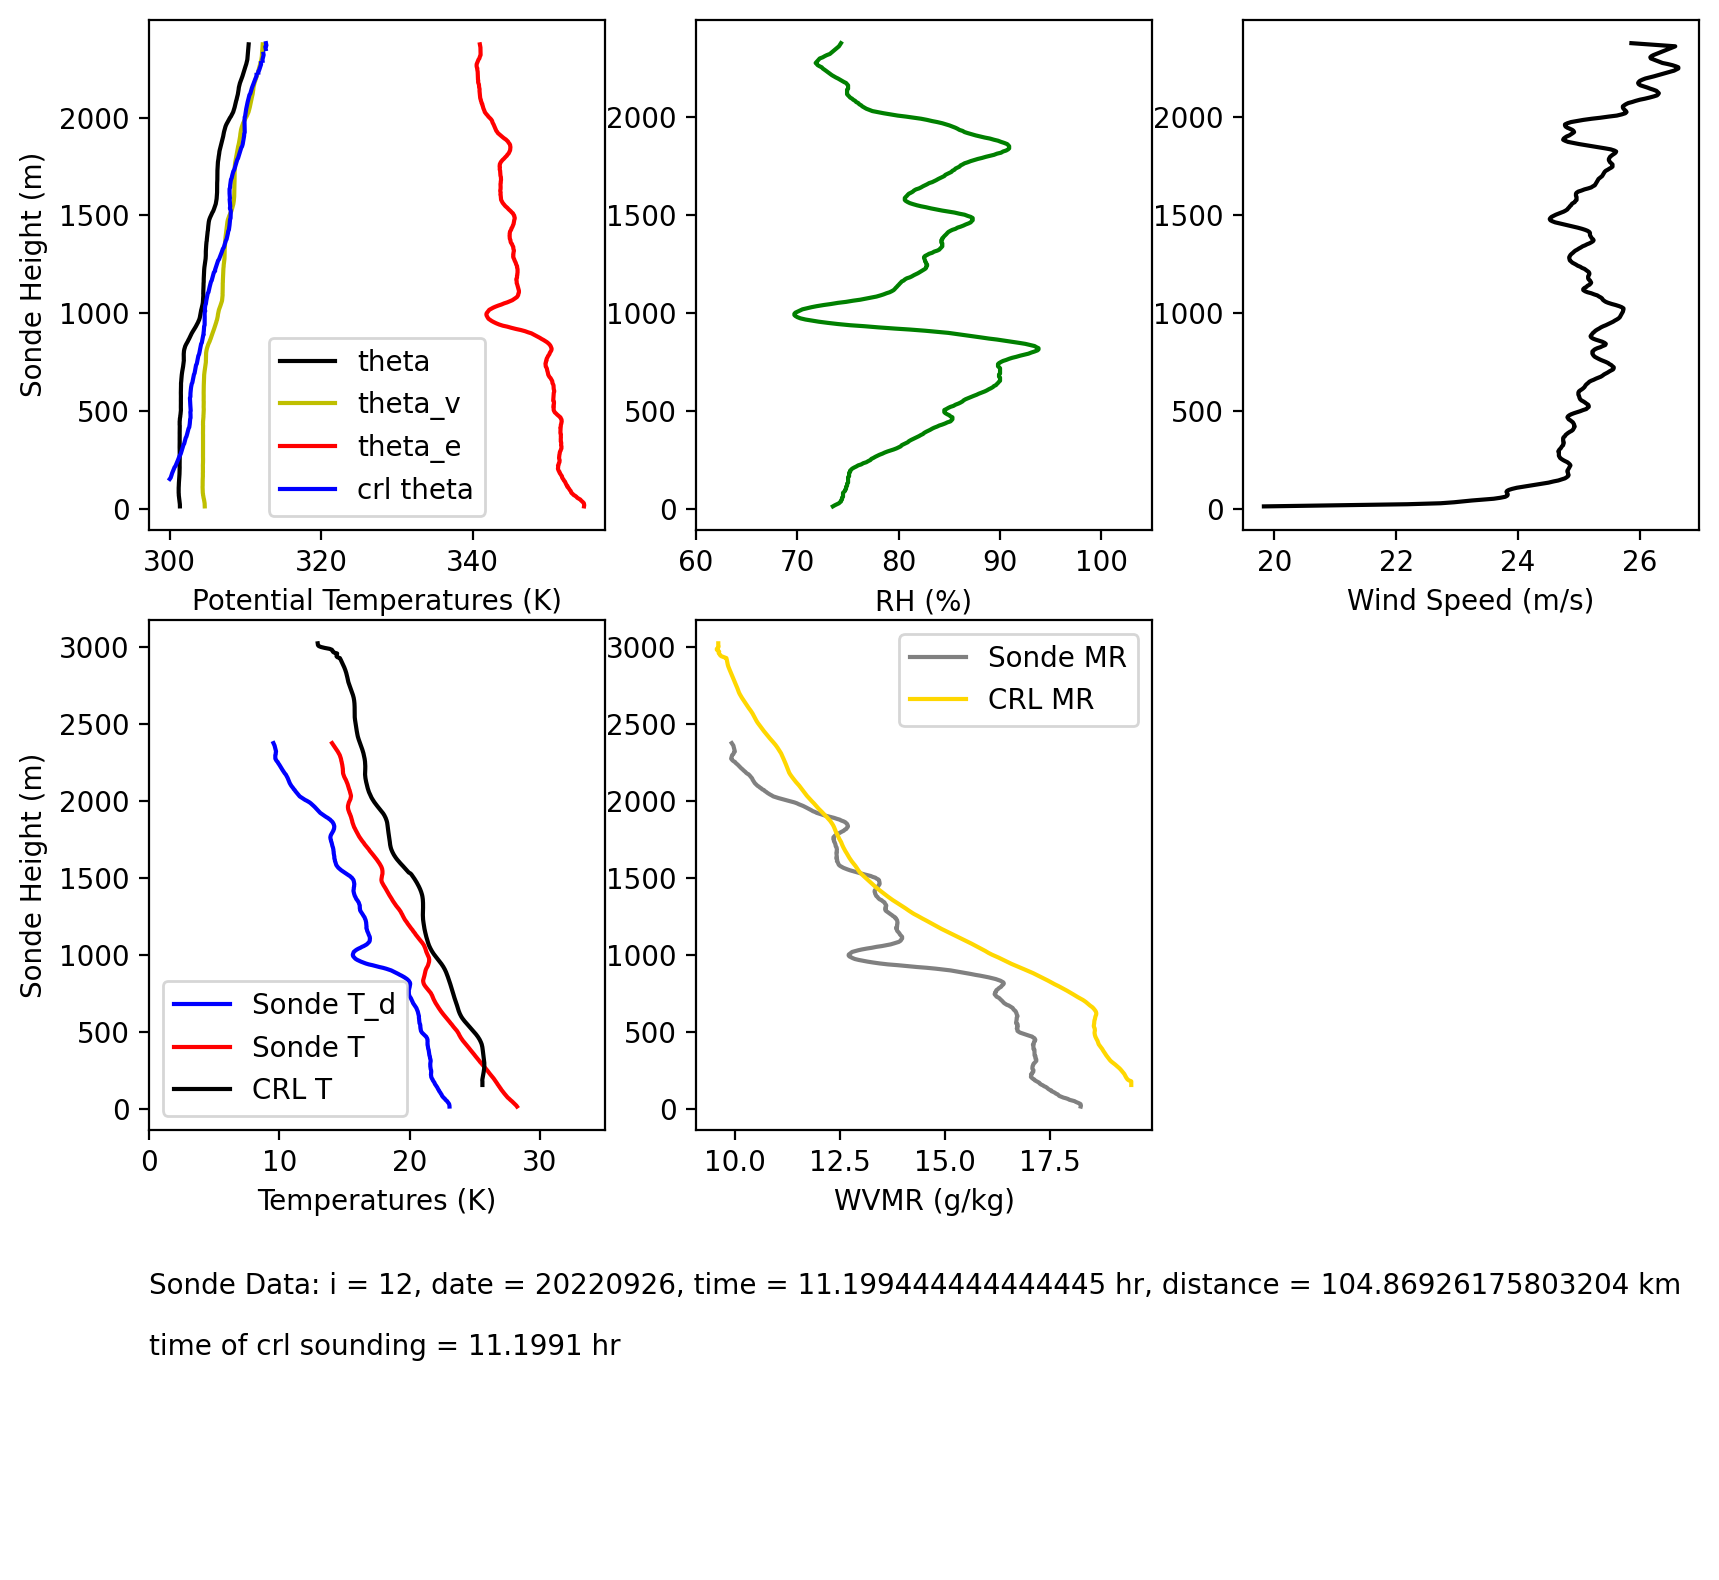 Sonde Height (m)
2000
1500
1000
500
0
300 320 340
Potential Temperatures (K)
theta
theta_v
theta_e
crl theta
2000
1500
1000
500
0
60 70 80 90 100
RH (%)
2000
1500
1000
500
0
20 22 24 26
Wind Speed (m/s)
Sonde Height (m)
3000
2500
2000
1500
1000
500
0
0 10 20 30
Temperatures (K)
Sonde T_d
Sonde T
CRL T
3000
2500
2000
1500
1000
500
0
10.0 12.5 15.0 17.5
WVMR (g/kg)
Sonde MR
CRL MR
Sonde Data: i = 12, date = 20220926, time = 11.199444444444445 hr, distance = 104.86926175803204 km
time of crl sounding = 11.1991 hr